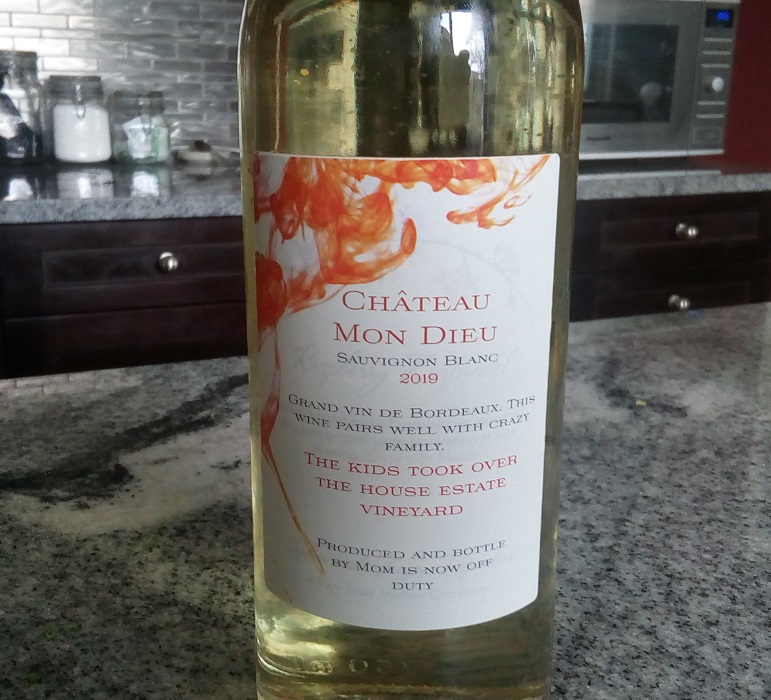 CHÂTEAU
MON DIEU
SAUVIGNON BLANC
2019
GRAND VIN DE BORDEAUX. THIS
WINE PAIRS WELL WITH CRAZY
FAMILY.
THE KIDS TOOK OVER
THE HOUSE ESTATE
VINEYARD
PRODUCED AND BOTTLE
BY MOM IS NOW OFF
DUTY